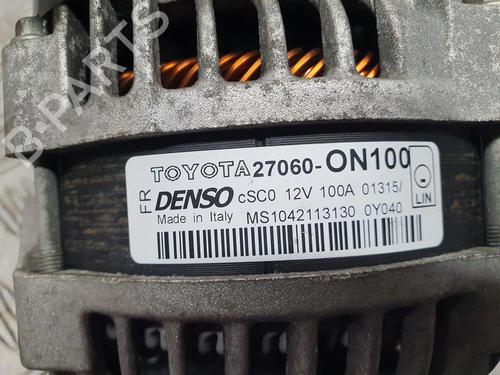 B-PARTS
TOYOTA 27060-0N100
FR DENSO cSC0 12V 100A 01315/
LIN
Made in Italy MS1042113130 0Y040